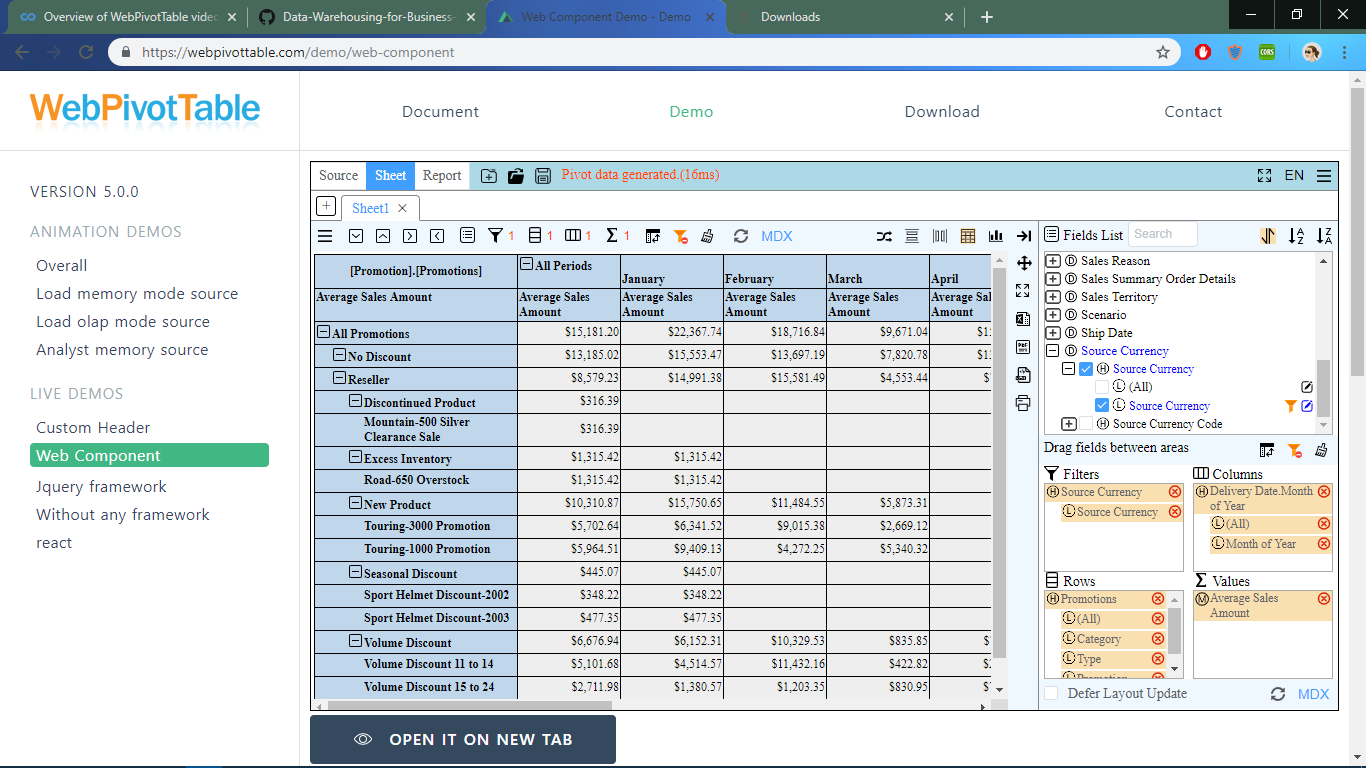 Overview of WebPivotTable video
Data-Warehousing-for-Business-
Web Component Demo - Demo
Downloads
https://webpivottable.com/demo/web-component
CORS
WebPivotTable
Document
Demo
Download
Contact
VERSION 5.0.0
ANIMATION DEMOS
Overall
Load memory mode source
Load olap mode source
Analyst memory source
LIVE DEMOS
Custom Header
Web Component
Jquery framework
Without any framework
react
Source
Sheet
Report
Pivot data generated.(16ms)
EN
Sheet1
1
1
1
1
MDX
[Promotion].[Promotions]
All Periods
January
February
March
April
Average Sales Amount
Average Sales Amount
Average Sales Amount
Average Sales Amount
Average Sales Amount
Average Sal
Amount
All Promotions $15,181.20 $22,367.74 $18,716.84 $9,671.04
No Discount $13,185.02 $15,553.47 $13,697.19 $7,820.78
Reseller $8,579.23 $14,991.38 $15,581.49 $4,553.44
Discontinued Product $316.39
Mountain-500 Silver
Clearance Sale $316.39
Excess Inventory $1,315.42 $1,315.42
Road-650 Overstock $1,315.42 $1,315.42
New Product $10,310.87 $15,750.65 $11,484.55 $5,873.31
Touring-3000 Promotion $5,702.64 $6,341.52 $9,015.38 $2,669.12
Touring-1000 Promotion $5,964.51 $9,409.13 $4,272.25 $5,340.32
Seasonal Discount $445.07 $445.07
Sport Helmet Discount-2002 $348.22 $348.22
Sport Helmet Discount-2003 $477.35 $477.35
Volume Discount $6,676.94 $6,152.31 $10,329.53 $835.85
Volume Discount 11 to 14 $5,101.68 $4,514.57 $11,432.16 $422.82
Volume Discount 15 to 24 $2,711.98 $1,380.57 $1,203.35 $830.95
Fields List
Search
D Sales Reason
D Sales Summary Order Details
D Sales Territory
D Scenario
D Ship Date
D Source Currency
H Source Currency
L (All)
L Source Currency
H Source Currency Code
Drag fields between areas
Filters
H Source Currency
L Source Currency
Columns
H Delivery Date.Month
of Year
L (All)
L Month of Year
Rows
H Promotions
L (All)
L Category
L Type
L Promotion
Values
M Average Sales
Amount
Defer Layout Update
MDX
OPEN IT ON NEW TAB